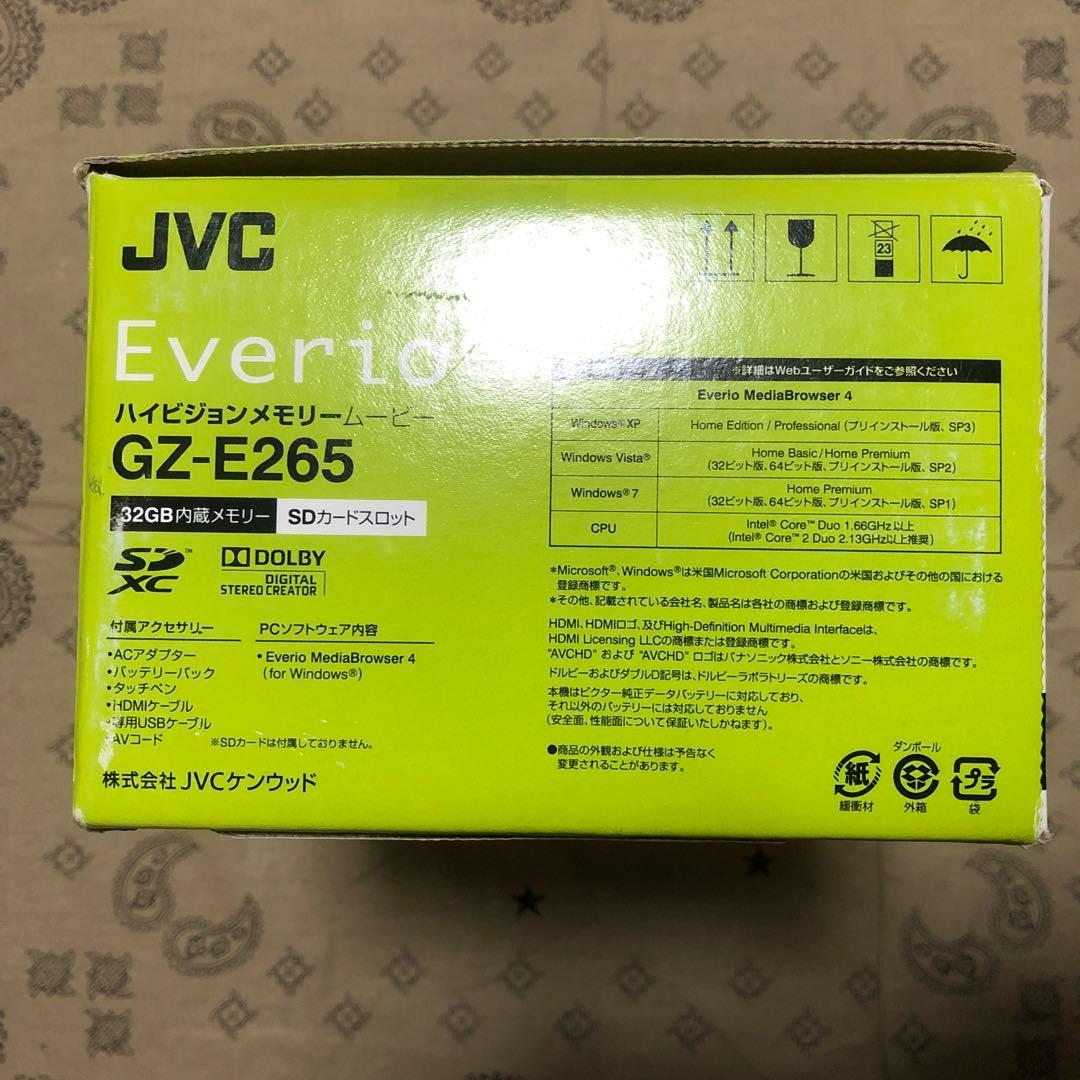 JVC
Everio
ハイビジョンメモリームービー
GZ-E265
32GB内蔵メモリー SDカードスロット
SD XC™
DOLBY
DIGITAL
STEREO CREATOR
付属アクセサリー
・ACアダプター
・バッテリーパック
・タッチペン
・HDMIケーブル
・専用USBケーブル
AVコード
※SDカードは付属しておりません。
PCソフトウェア内容
・Everio MediaBrowser 4
(for Windows®)
株式会社JVCケンウッド
23
※詳細はWebユーザーガイドをご参照ください
Everio MediaBrowser 4
Windows® XP Home Edition / Professional (プリインストール版、SP3)
Windows Vista® Home Basic/Home Premium
(32ビット版、64ビット版、プリインストール版、SP2)
Windows® 7 Home Premium
(32ビット版、64ビット版、プリインストール版、SP1)
CPU Intel® Core™ Duo 1.66GHz以上
(Intel® Core™ 2 Duo 2.13GHz以上推奨)
*Microsoft®、Windows®は米国Microsoft Corporationの米国およびその他の国における
登録商標です。
*その他、記載されている会社名、製品名は各社の商標および登録商標です。
HDMI、HDMIロゴ、及びHigh-Definition Multimedia Interfaceは、
HDMI Licensing LLCの商標または登録商標です。
"AVCHD" および "AVCHD" ロゴはパナソニック株式会社とソニー株式会社の商標です。
ドルビーおよびダブルD記号は、ドルビーラボラトリーズの商標です。
本機はビクター純正データバッテリーに対応しており、
それ以外のバッテリーには対応しておりません
(安全面、性能面について保証いたしかねます)。
●商品の外観および仕様は予告なく
変更されることがあります。
紙
緩衝材
ダンボール
外箱
プラ
袋